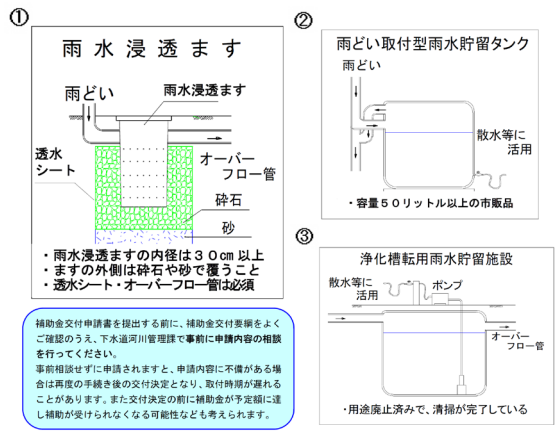 ①
雨水浸透ます
雨どい
雨水浸透ます
透水
シート
オーバー
フロー管
砕石
砂
・雨水浸透ますの内径は３０㎝以上
・ますの外側は砕石や砂で覆うこと
・透水シート・オーバーフロー管は必須
補助金交付申請書を提出する前に、補助金交付要綱をよく
ご確認のうえ、下水道河川管理課で事前に申請内容の相談
を行ってください。
事前相談せずに申請されますと、申請内容に不備がある場合
は再度の手続き後の交付決定となり、取付時期が遅れる
ことがあります。また交付決定の前に補助金が予定額に達
し補助が受けられなくなる可能性なども考えられます。
②
雨どい取付型雨水貯留タンク
雨どい
散水等に
活用
・容量５０リットル以上の市販品
③
浄化槽転用雨水貯留施設
散水等に
活用
ポンプ
オーバー
フロー管
・用途廃止済みで、清掃が完了している